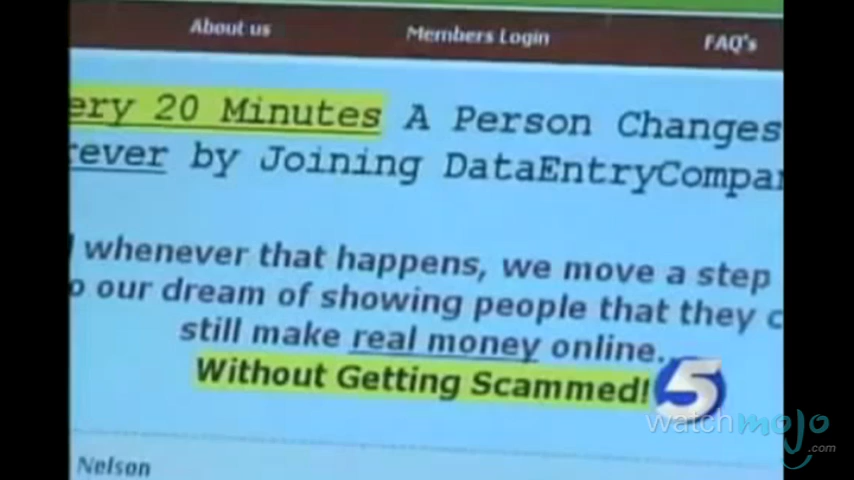 About us Members Login FAQ's
ery 20 Minutes A Person Changes
rever by Joining DataEntryCompa
whenever that happens, we move a step
o our dream of showing people that they c
still make real money online.
Without Getting Scammed!
5
watchmojo
.com
Nelson